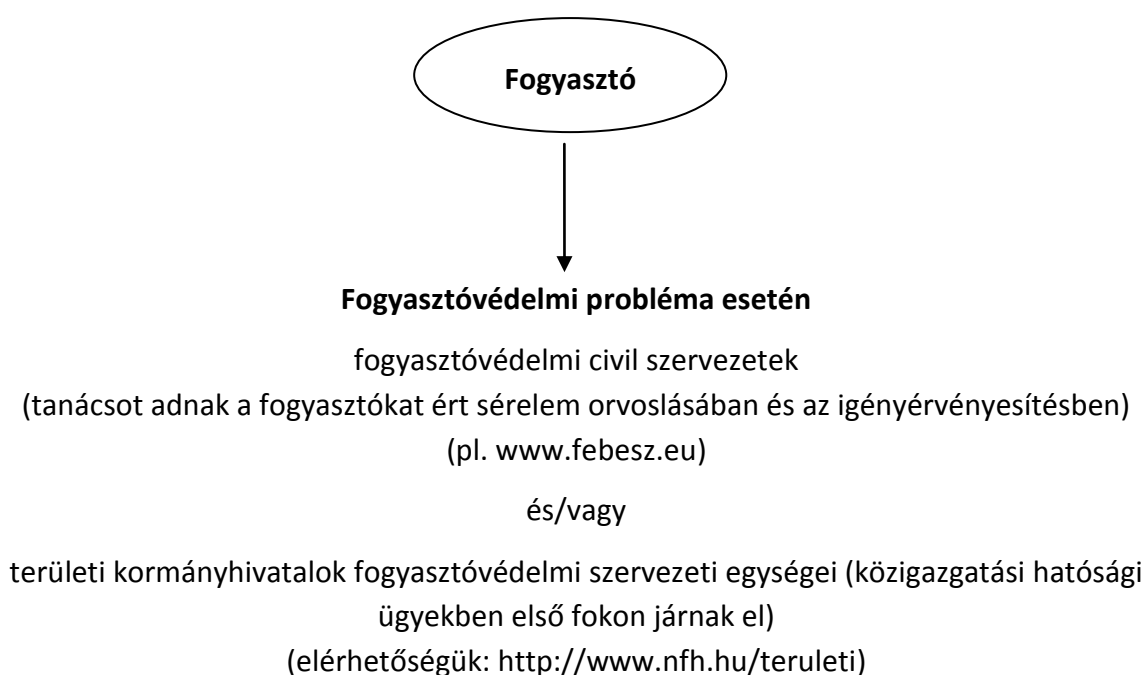 Fogyasztó
Fogyasztóvédelmi probléma esetén
fogyasztóvédelmi civil szervezetek
(tanácsot adnak a fogyasztókat ért sérelem orvoslásában és az igényérvényesítésben)
(pl. www.febesz.eu)
és/vagy
területi kormányhivatalok fogyasztóvédelmi szervezeti egységei (közigazgatási hatósági
ügyekben első fokon járnak el)
(elérhetőségük: http://www.nfh.hu/teruleti)